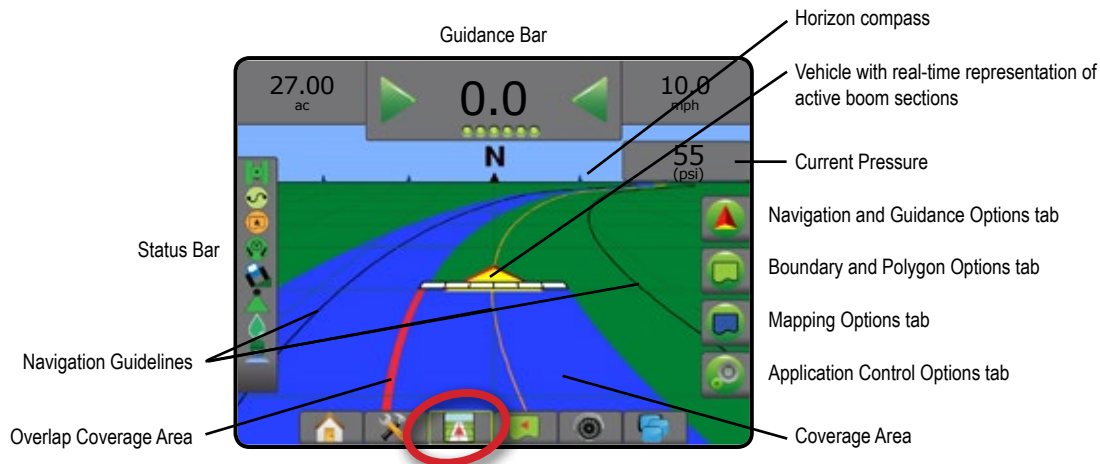 Horizon compass
Guidance Bar
Vehicle with real-time representation of
active boom sections
27.00
ac
0.0
10.0
mph
N
55
(psi)
Current Pressure
Navigation and Guidance Options tab
Status Bar
Boundary and Polygon Options tab
Mapping Options tab
Navigation Guidelines
Application Control Options tab
Overlap Coverage Area
Coverage Area